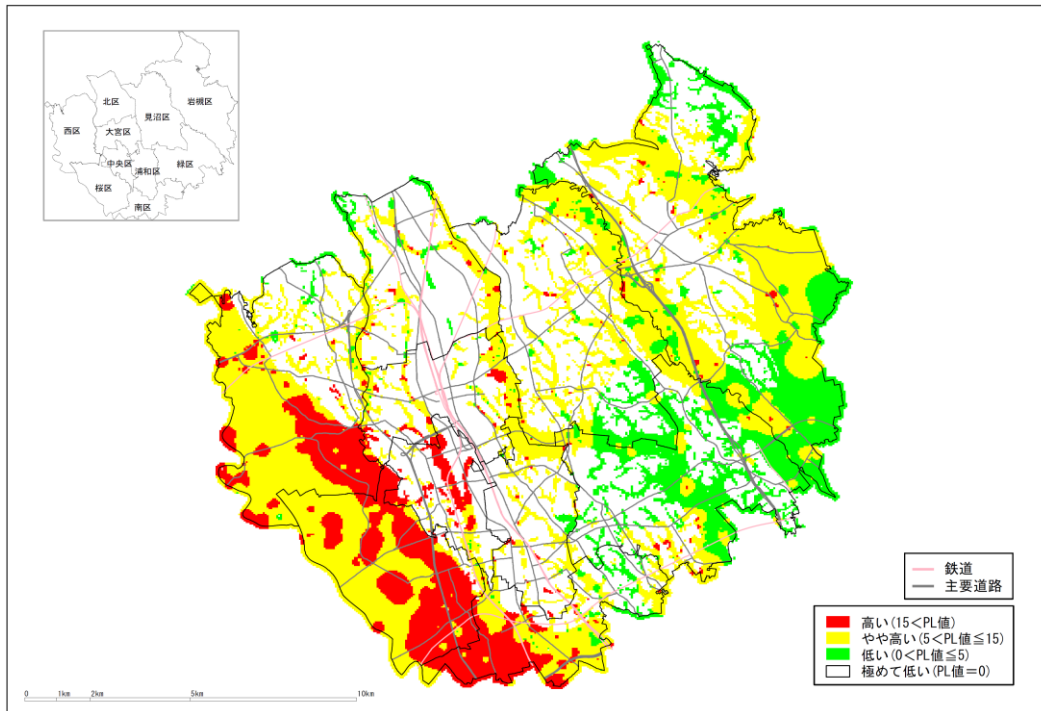 岩槻区
北区
見沼区
西区
大宮区
中央区
緑区
浦和区
桜区
南区
鉄道
主要道路
高い(15<PL値)
やや高い(5<PL値≦15)
低い(0<PL値≦5)
極めて低い(PL値=0)
0 1km 2km 5km 10km